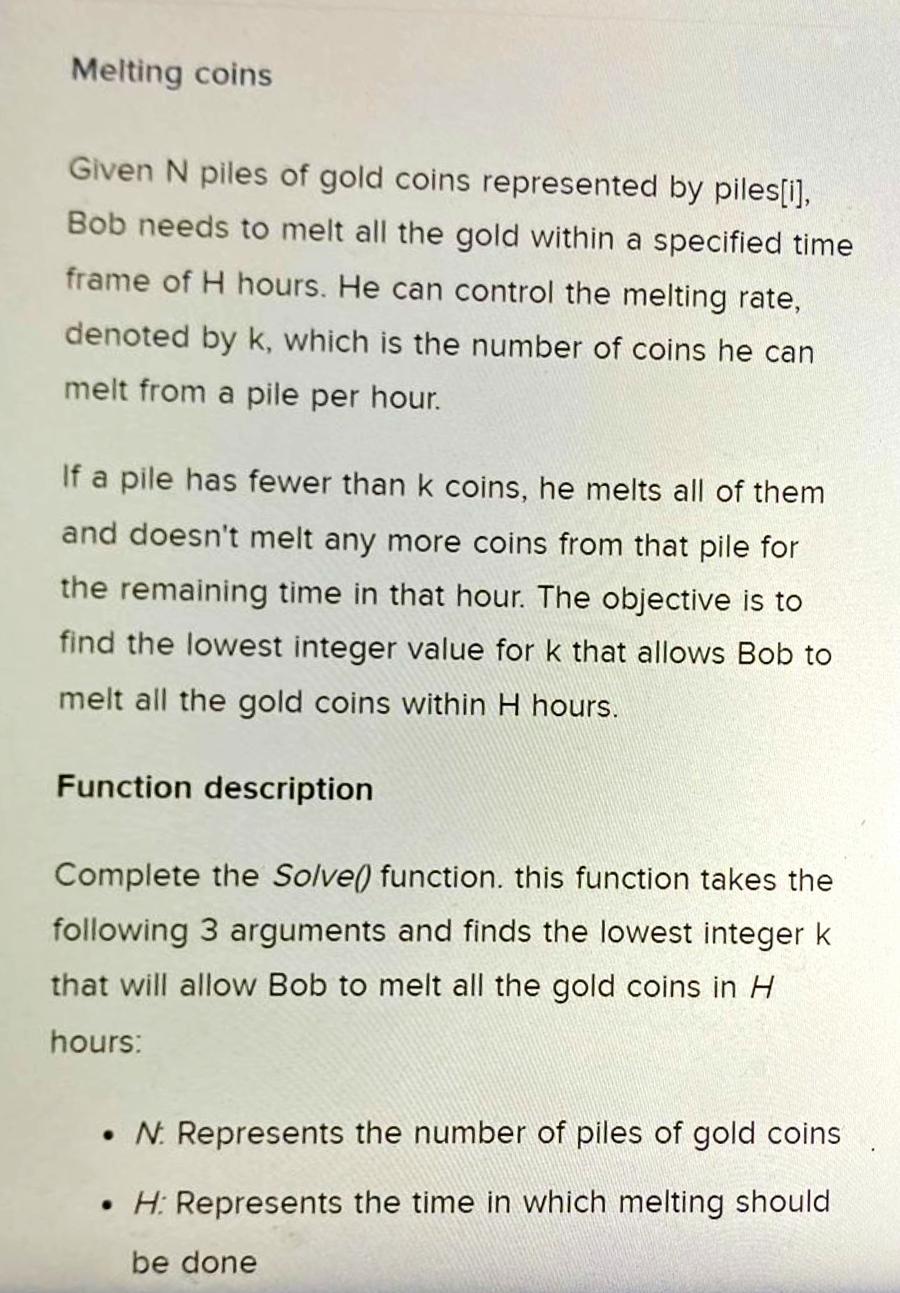 Melting coins
Given N piles of gold coins represented by piles[i],
Bob needs to melt all the gold within a specified time
frame of H hours. He can control the melting rate,
denoted by k, which is the number of coins he can
melt from a pile per hour.
If a pile has fewer than k coins, he melts all of them
and doesn't melt any more coins from that pile for
the remaining time in that hour. The objective is to
find the lowest integer value for k that allows Bob to
melt all the gold coins within H hours.
Function description
Complete the Solve() function. this function takes the
following 3 arguments and finds the lowest integer k
that will allow Bob to melt all the gold coins in H
hours:
• N: Represents the number of piles of gold coins
• H: Represents the time in which melting should
be done